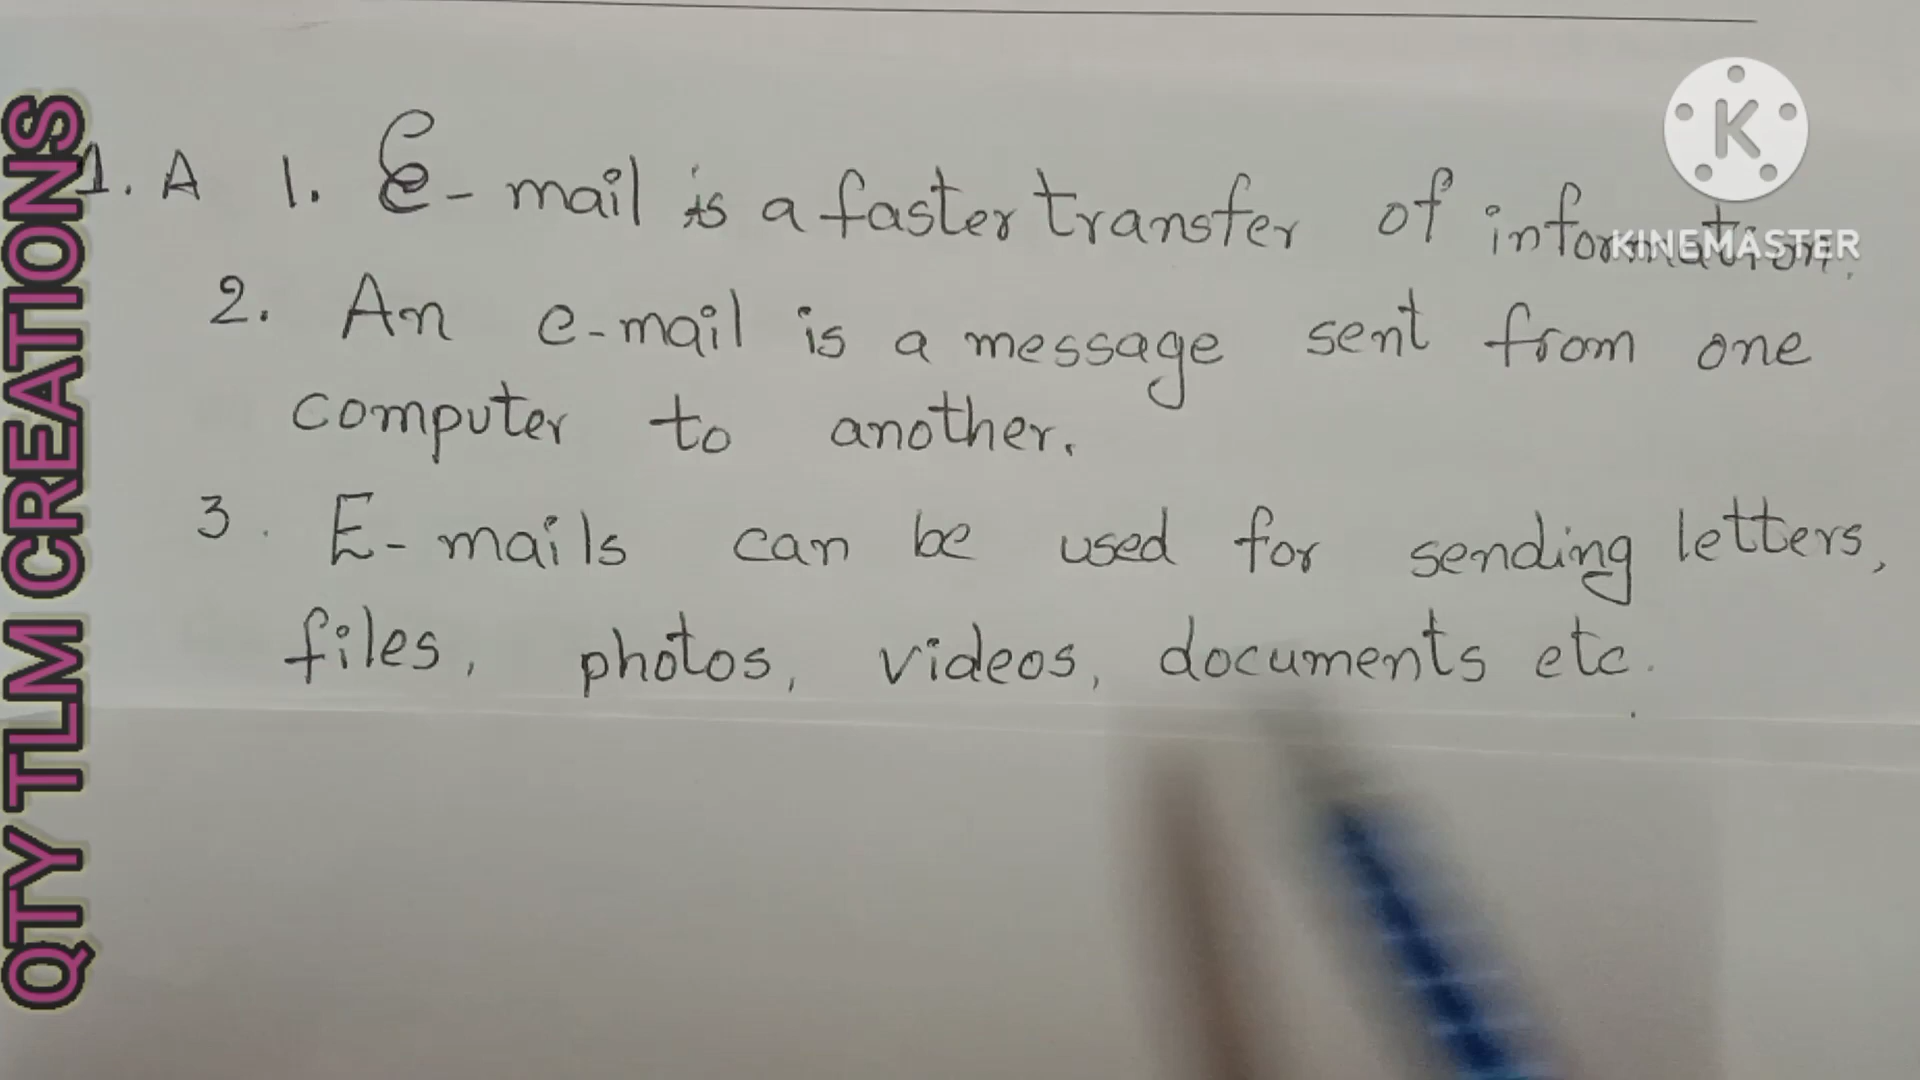 QTY TLM CREATIONS
K
KINEMASTER
1. A 1. E-mail is a faster transfer of information.
2. An e-mail is a message sent from one
computer to another.
3. E-mails can be used for sending letters,
files, photos, videos, documents etc.